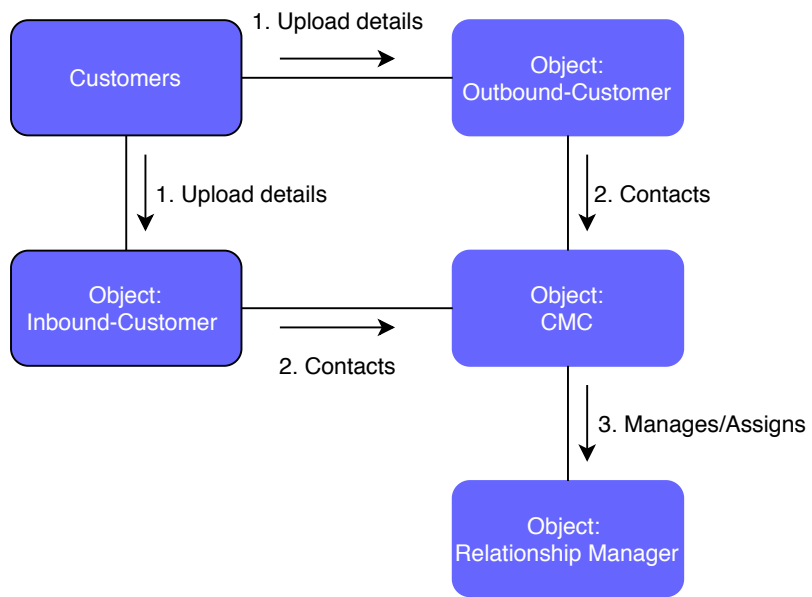 1. Upload details
Customers
Object:
Outbound-Customer
1. Upload details
2. Contacts
Object:
Inbound-Customer
Object:
CMC
2. Contacts
3. Manages/Assigns
Object:
Relationship Manager